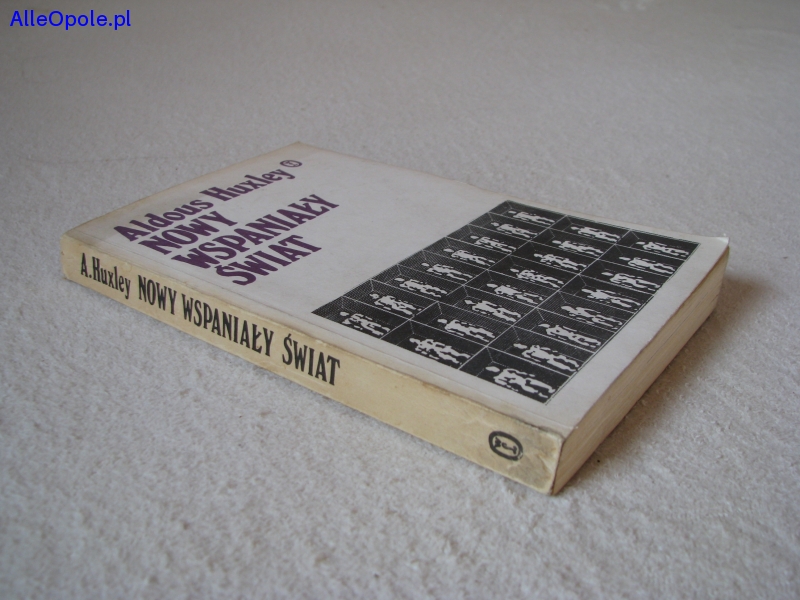 AlleOpole.pl
Aldous Huxley
NOWY
WSPANIAŁY
ŚWIAT
A.Huxley NOWY WSPANIAŁY ŚWIAT